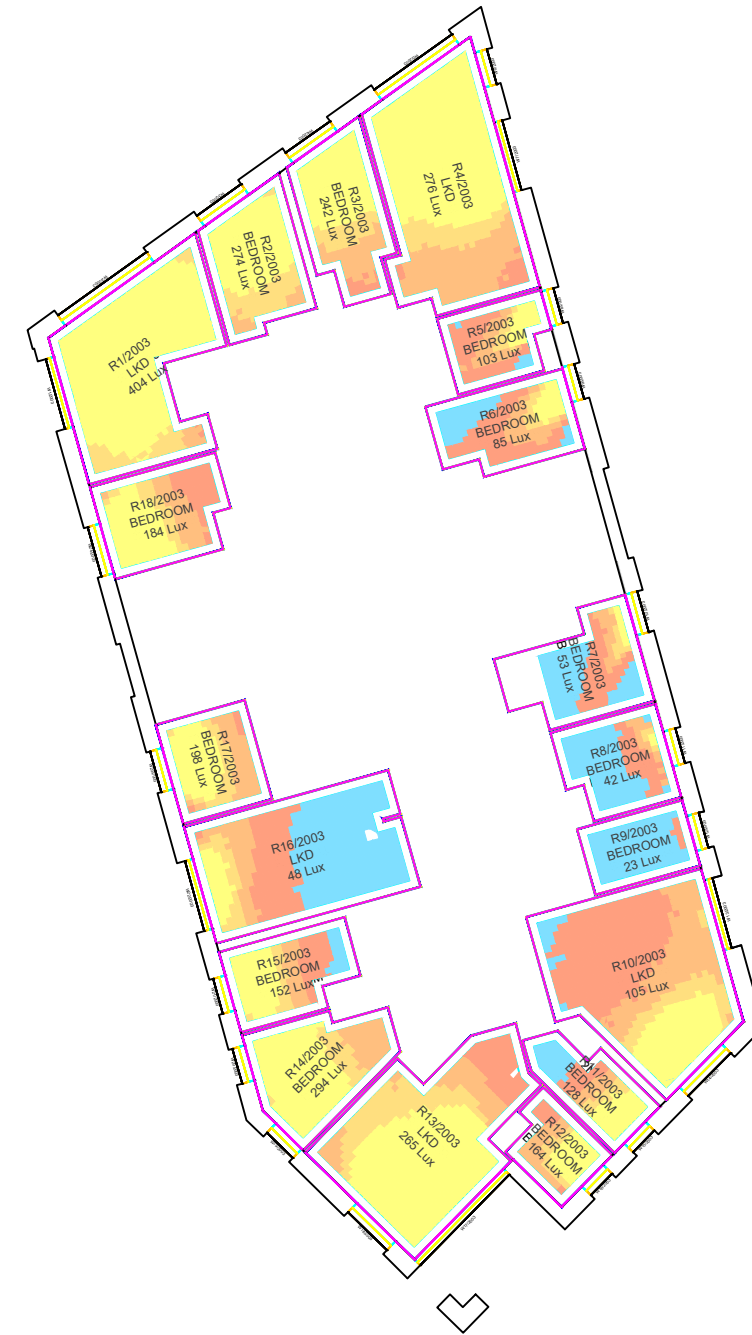 R4/2003
LKD
276 Lux
R3/2003
BEDROOM
242 Lux
R2/2003
BEDROOM
274 Lux
R1/2003
LKD
404 Lux
R5/2003
BEDROOM
103 Lux
R6/2003
BEDROOM
85 Lux
R18/2003
BEDROOM
184 Lux
R7/2003
BEDROOM
53 Lux
R17/2003
BEDROOM
198 Lux
R8/2003
BEDROOM
42 Lux
R9/2003
BEDROOM
23 Lux
R16/2003
LKD
48 Lux
R15/2003
BEDROOM
152 Lux
R10/2003
LKD
105 Lux
R14/2003
BEDROOM
294 Lux
R11/2003
BEDROOM
128 Lux
R13/2003
LKD
265 Lux
R12/2003
BEDROOM
164 Lux